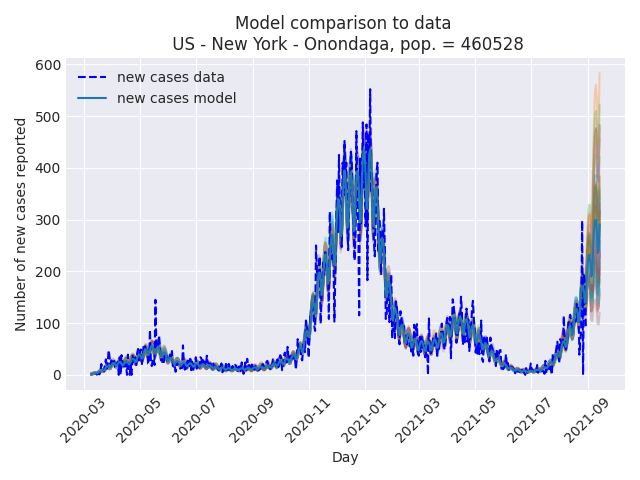 Model comparison to data
US - New York - Onondaga, pop. = 460528
600
500
400
300
200
100
0
Number of new cases reported
new cases data
new cases model
2020-03
2020-05
2020-07
2020-09
2020-11
2021-01
2021-03
2021-05
2021-07
2021-09
Day